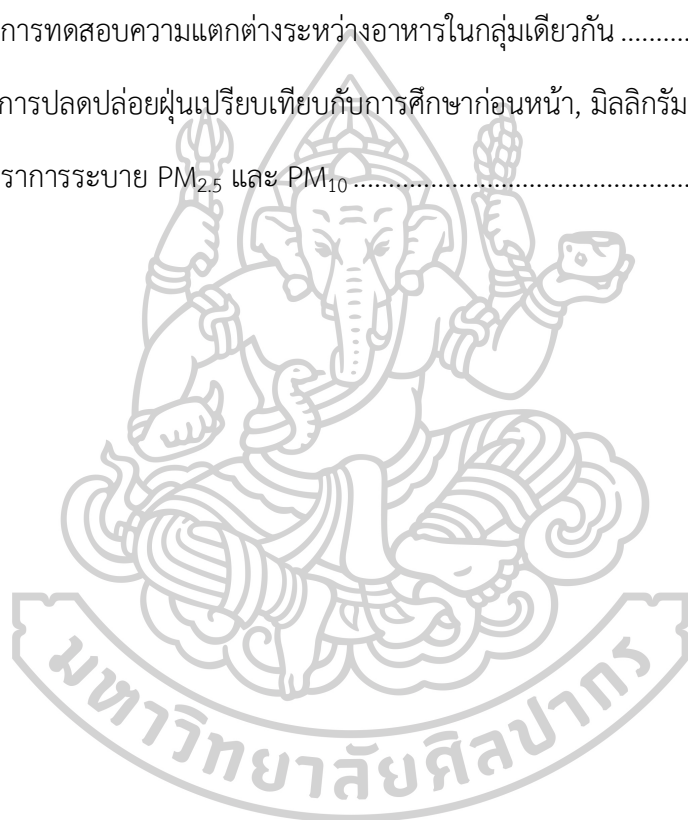 การทดสอบความแตกต่างระหว่างอาหารในกลุ่มเดียวกัน ..........
การปลดปล่อยฝุ่นเปรียบเทียบกับการศึกษาก่อนหน้า, มิลลิกรัม
ราการระบาย PM2.5 และ PM10 ..................................................
มหาวิทยาลัยศิลปากร